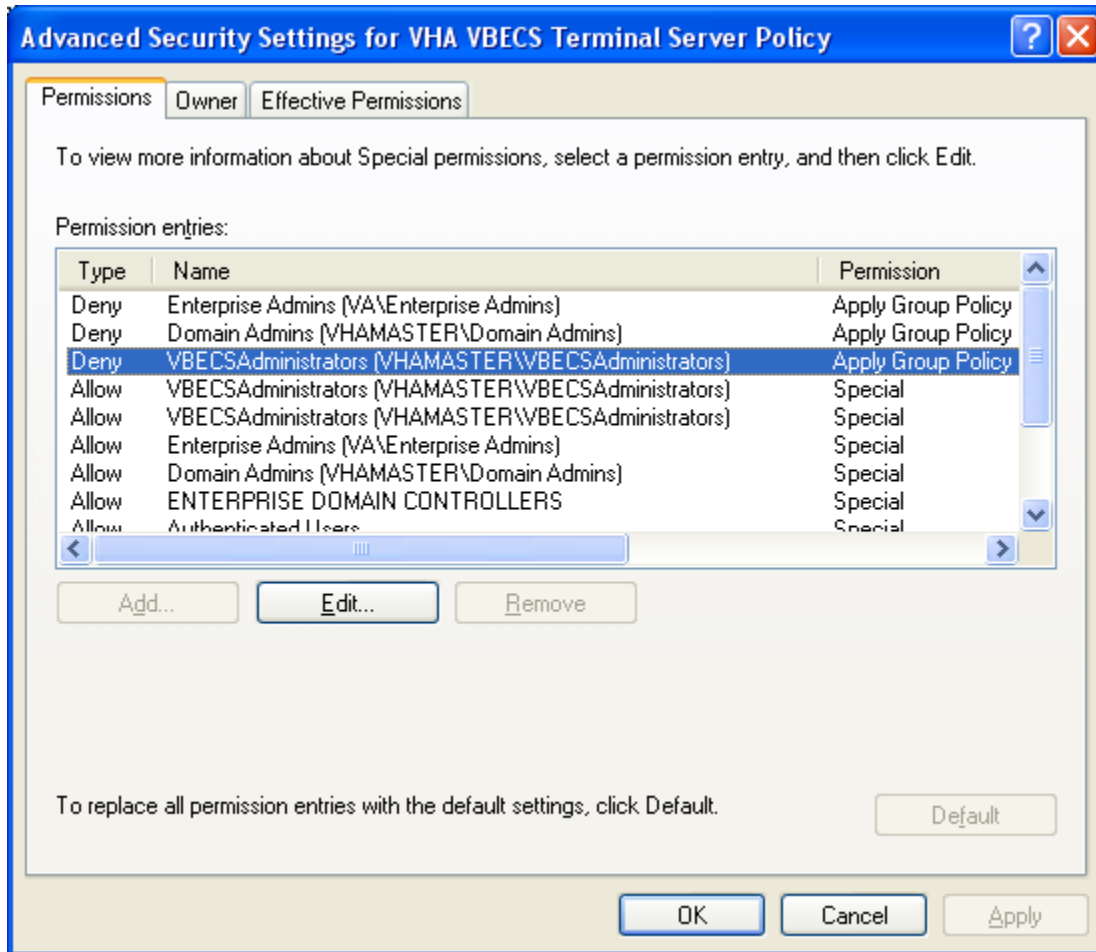 Advanced Security Settings for VHA VBECS Terminal Server Policy
Permissions Owner Effective Permissions
To view more information about Special permissions, select a permission entry, and then click Edit.
Permission entries:
Type Name Permission
Deny Enterprise Admins (VA\Enterprise Admins) Apply Group Policy
Deny Domain Admins (VHAMASTER\Domain Admins) Apply Group Policy
Deny VBECSAdministrators (VHAMASTER\VBECSAdministrators) Apply Group Policy
Allow VBECSAdministrators (VHAMASTER\VBECSAdministrators) Special
Allow VBECSAdministrators (VHAMASTER\VBECSAdministrators) Special
Allow Enterprise Admins (VA\Enterprise Admins) Special
Allow Domain Admins (VHAMASTER\Domain Admins) Special
Allow ENTERPRISE DOMAIN CONTROLLERS Special
Allow Authenticated Users Special
Add... Edit... Remove
To replace all permission entries with the default settings, click Default.
Default
OK Cancel Apply